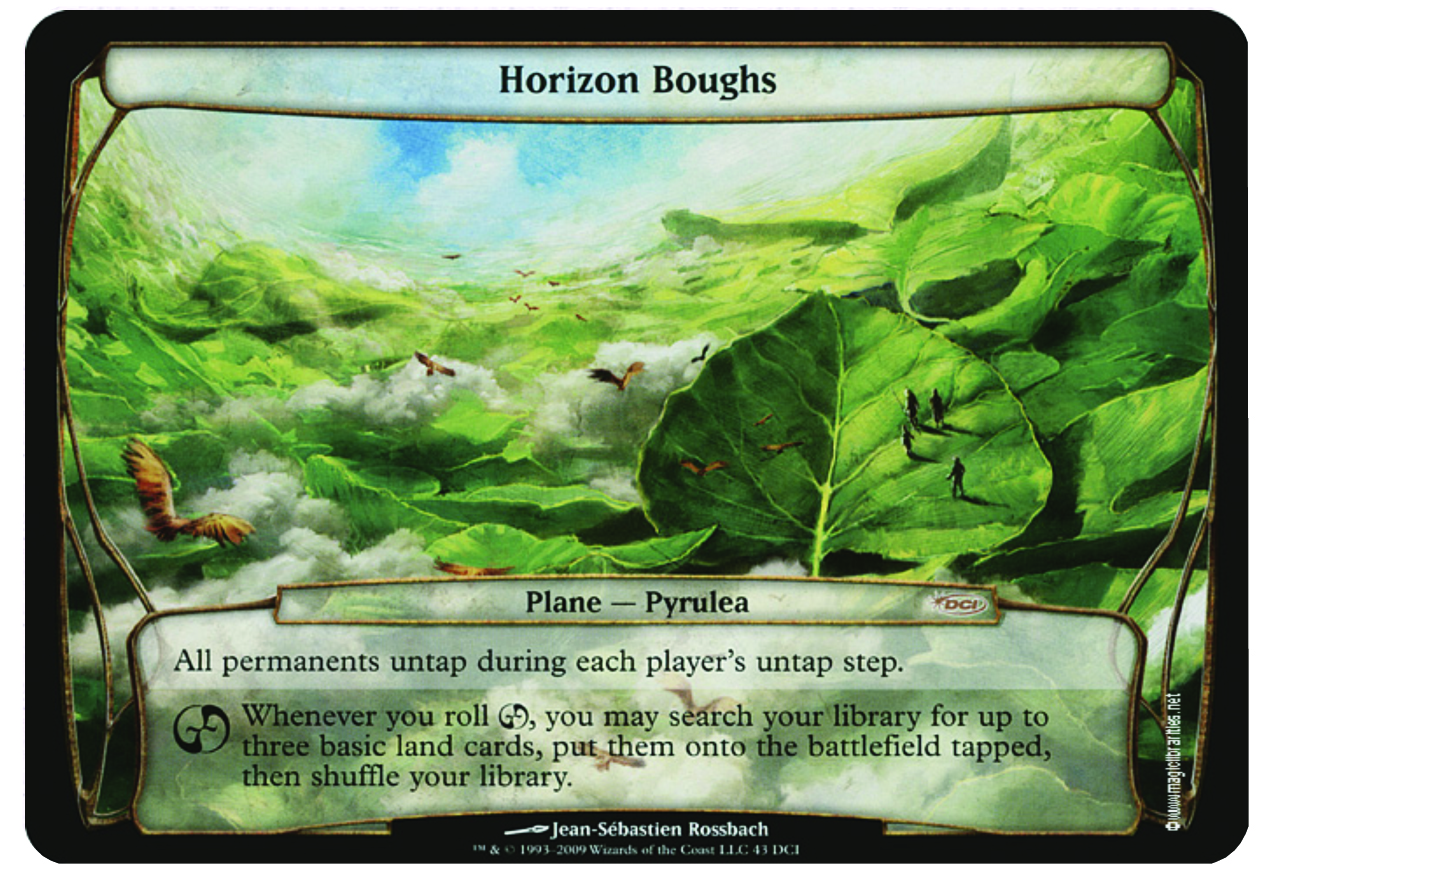 Horizon Boughs
Plane — Pyrulea
DCI
All permanents untap during each player's untap step.
Whenever you roll , you may search your library for up to
three basic land cards, put them onto the battlefield tapped,
then shuffle your library.
Jean-Sébastien Rossbach
™ & © 1993–2009 Wizards of the Coast LLC 43 DCI
© www.magiclibrarities.net